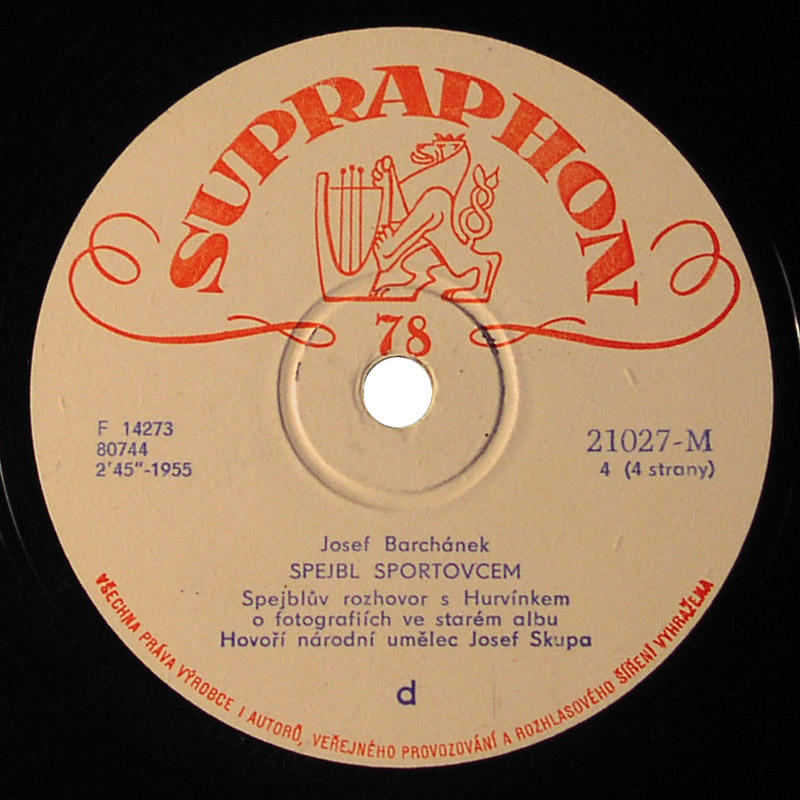 SUPRAPHON
78
F 14273
80744
2'45"-1955
21027-M
4 (4 strany)
Josef Barchánek
SPEJBL SPORTOVCEM
Spejblův rozhovor s Hurvínkem
o fotografiích ve starém albu
Hovoří národní umělec Josef Skupa
d
VŠECHNA PRÁVA VÝROBCE I AUTORŮ, VEŘEJNÉHO PROVOZOVÁNÍ A ROZHLASOVÉHO ŠÍŘENÍ VYHRAŽENA